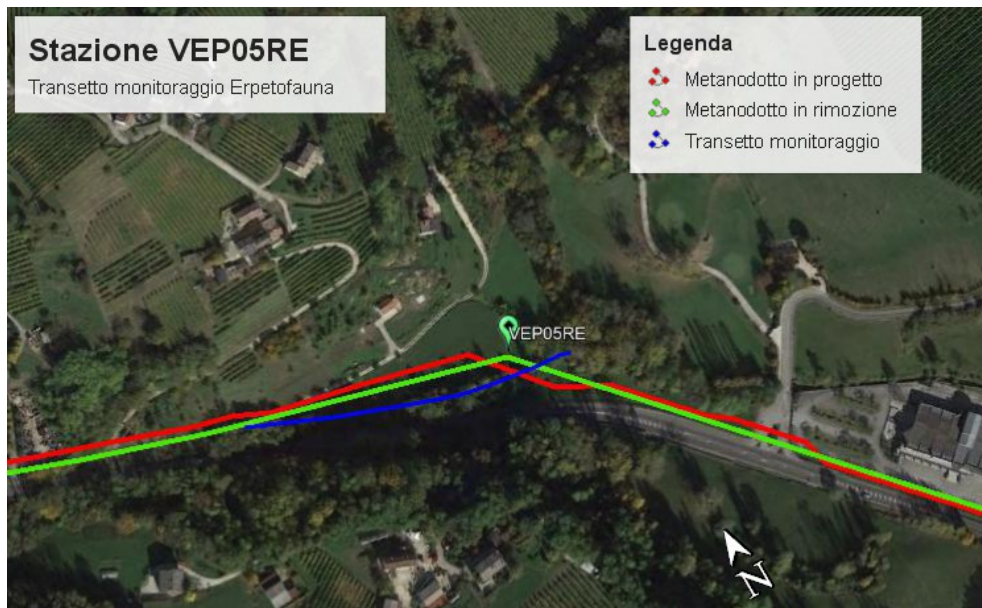 Stazione VEP05RE
Transetto monitoraggio Erpetofauna
Legenda
Metanodotto in progetto
Metanodotto in rimozione
Transetto monitoraggio
VEP05RE
N